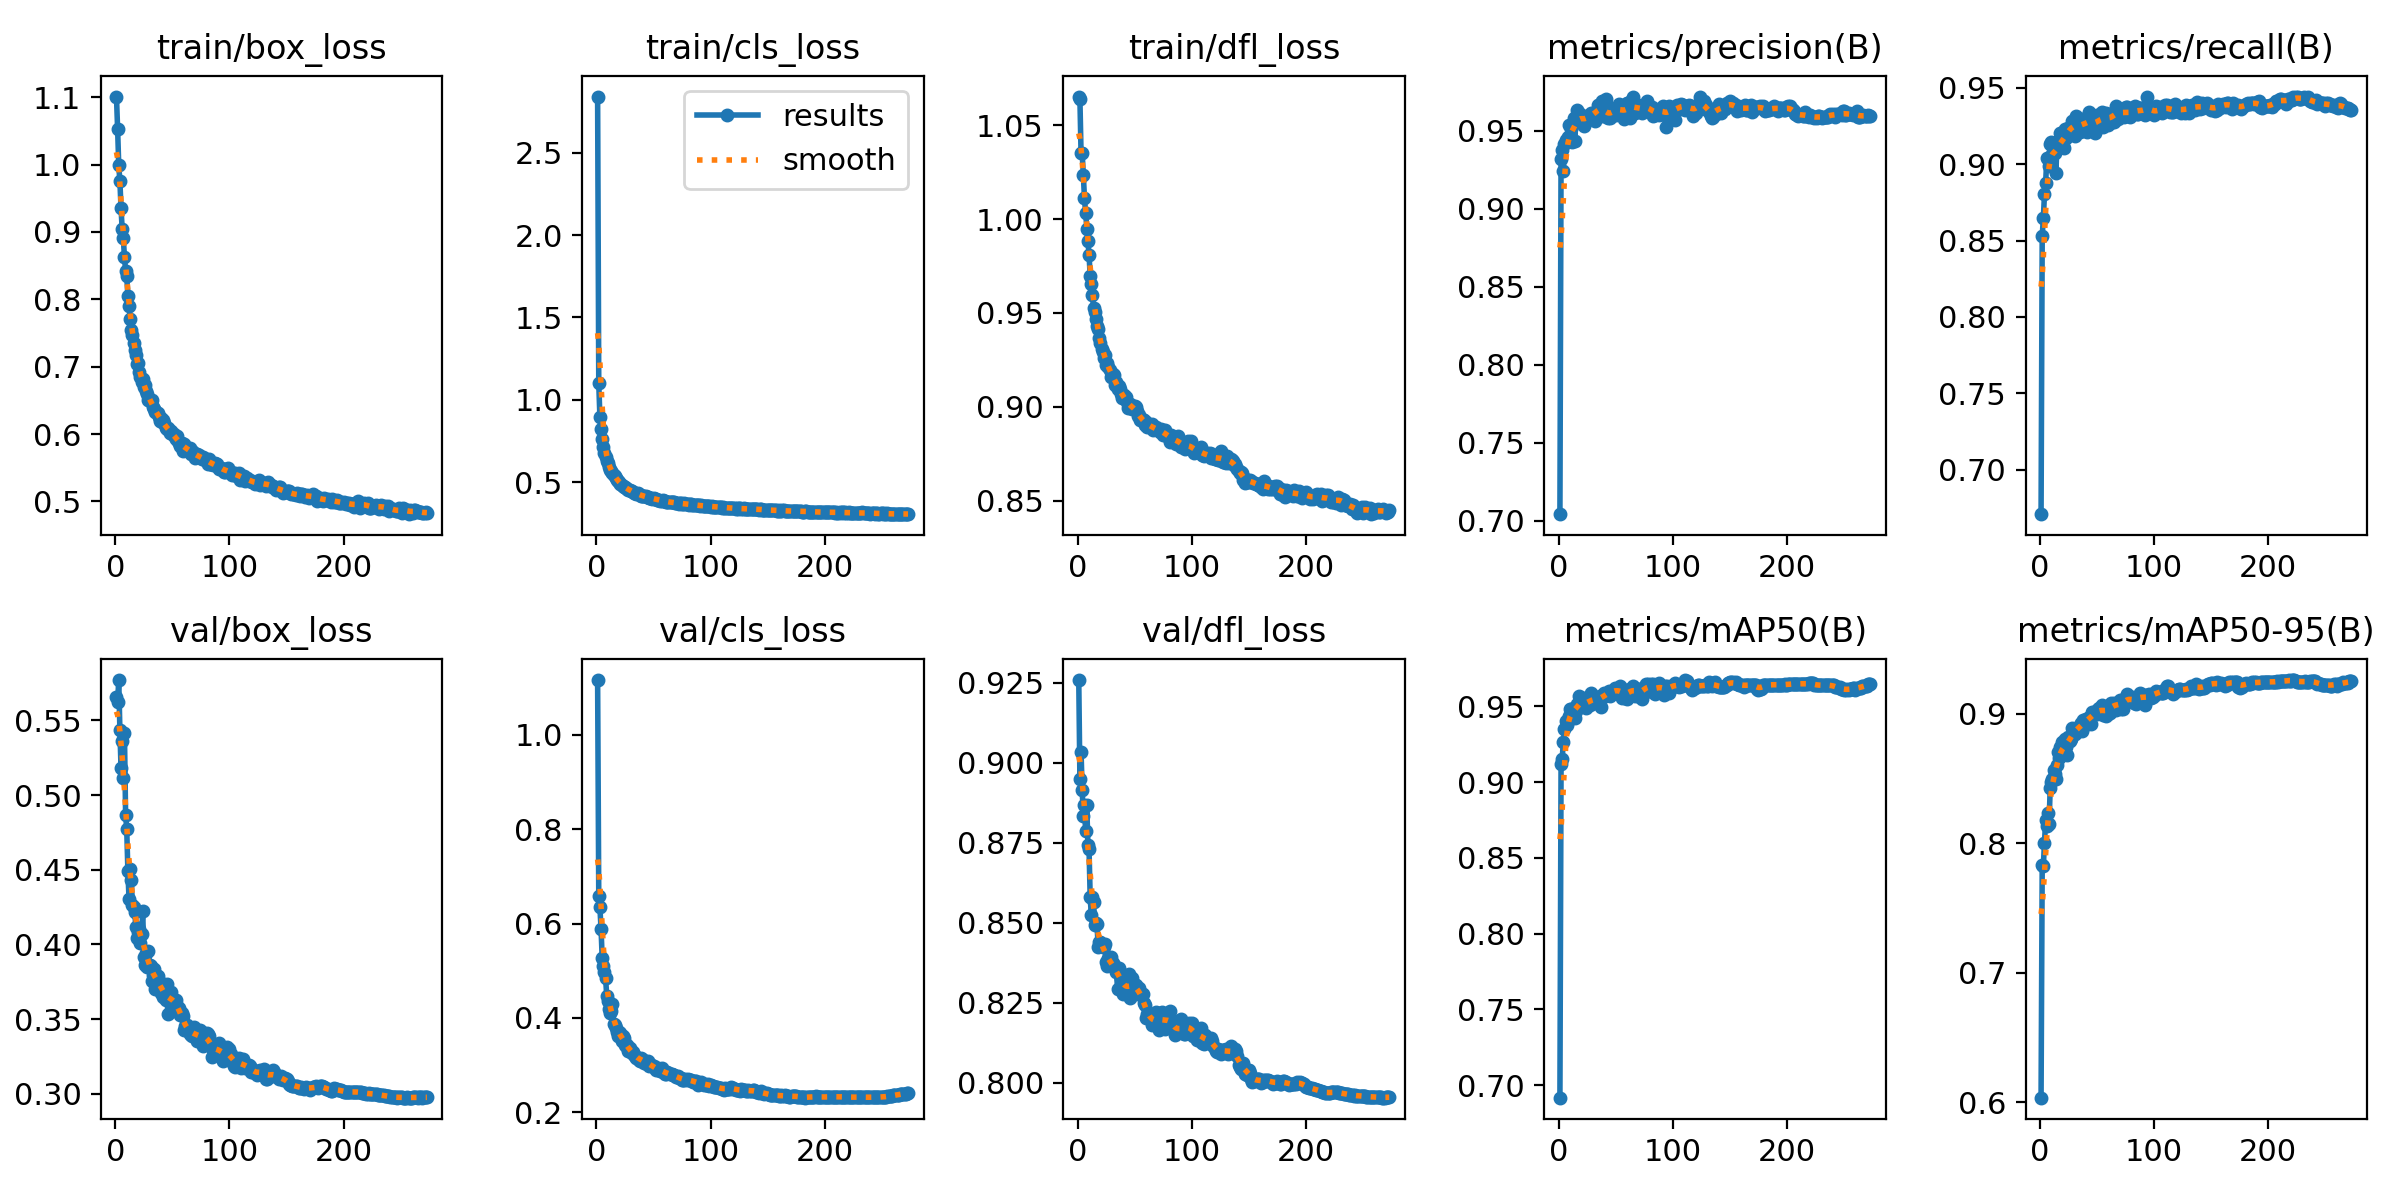 train/box_loss
1.1
1.0
0.9
0.8
0.7
0.6
0.5
0 100 200
train/cls_loss
results
smooth
2.5
2.0
1.5
1.0
0.5
0 100 200
train/dfl_loss
1.05
1.00
0.95
0.90
0.85
0 100 200
metrics/precision(B)
0.95
0.90
0.85
0.80
0.75
0.70
0 100 200
metrics/recall(B)
0.95
0.90
0.85
0.80
0.75
0.70
0 100 200
val/box_loss
0.55
0.50
0.45
0.40
0.35
0.30
0 100 200
val/cls_loss
1.0
0.8
0.6
0.4
0.2
0 100 200
val/dfl_loss
0.925
0.900
0.875
0.850
0.825
0.800
0 100 200
metrics/mAP50(B)
0.95
0.90
0.85
0.80
0.75
0.70
0 100 200
metrics/mAP50-95(B)
0.9
0.8
0.7
0.6
0 100 200